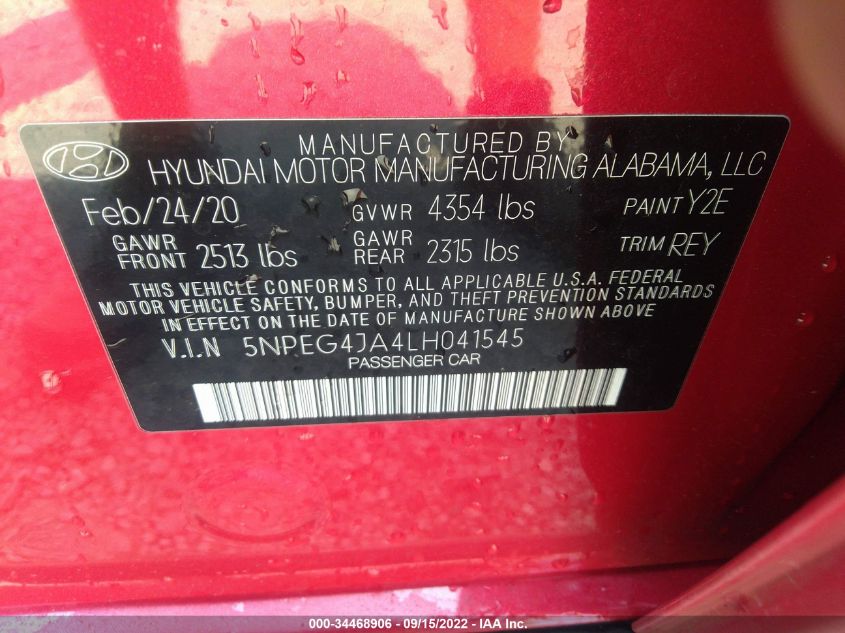 MANUFACTURED BY
HYUNDAI MOTOR MANUFACTURING ALABAMA, LLC
Feb/24/20 GVWR 4354 lbs PAINT Y2E
GAWR FRONT 2513 lbs GAWR REAR 2315 lbs TRIM REY
THIS VEHICLE CONFORMS TO ALL APPLICABLE U.S.A. FEDERAL
MOTOR VEHICLE SAFETY, BUMPER, AND THEFT PREVENTION STANDARDS
IN EFFECT ON THE DATE OF MANUFACTURE SHOWN ABOVE
V.I.N 5NPEG4JA4LH041545
PASSENGER CAR
000-34468906 - 09/15/2022 - IAA Inc.